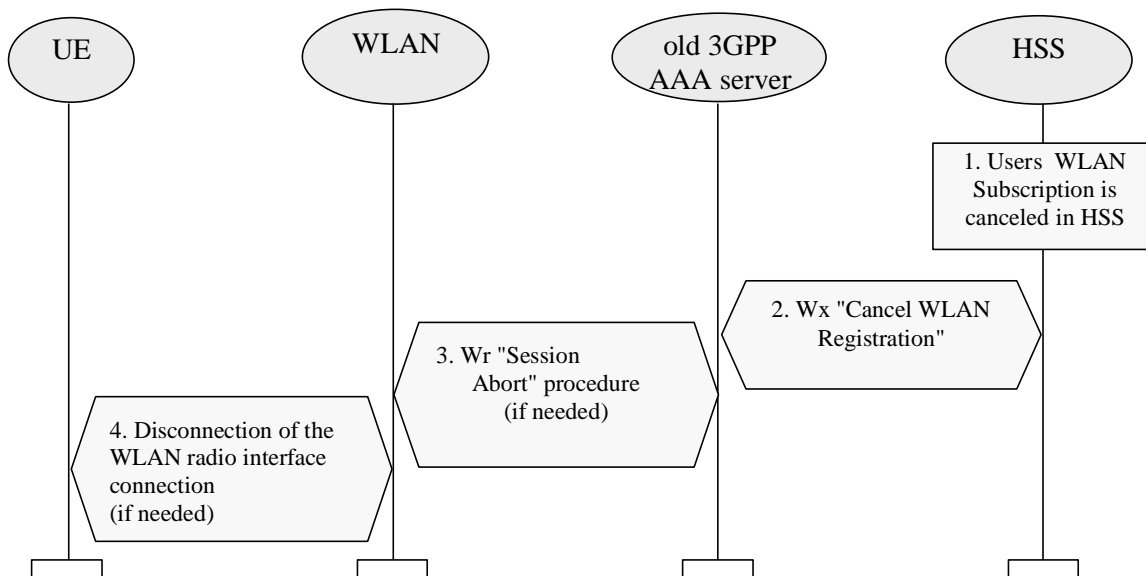 UE
WLAN
old 3GPP
AAA server
HSS
1. Users WLAN
Subscription is
canceled in HSS
2. Wx "Cancel WLAN
Registration"
3. Wr "Session
Abort" procedure
(if needed)
4. Disconnection of the
WLAN radio interface
connection
(if needed)